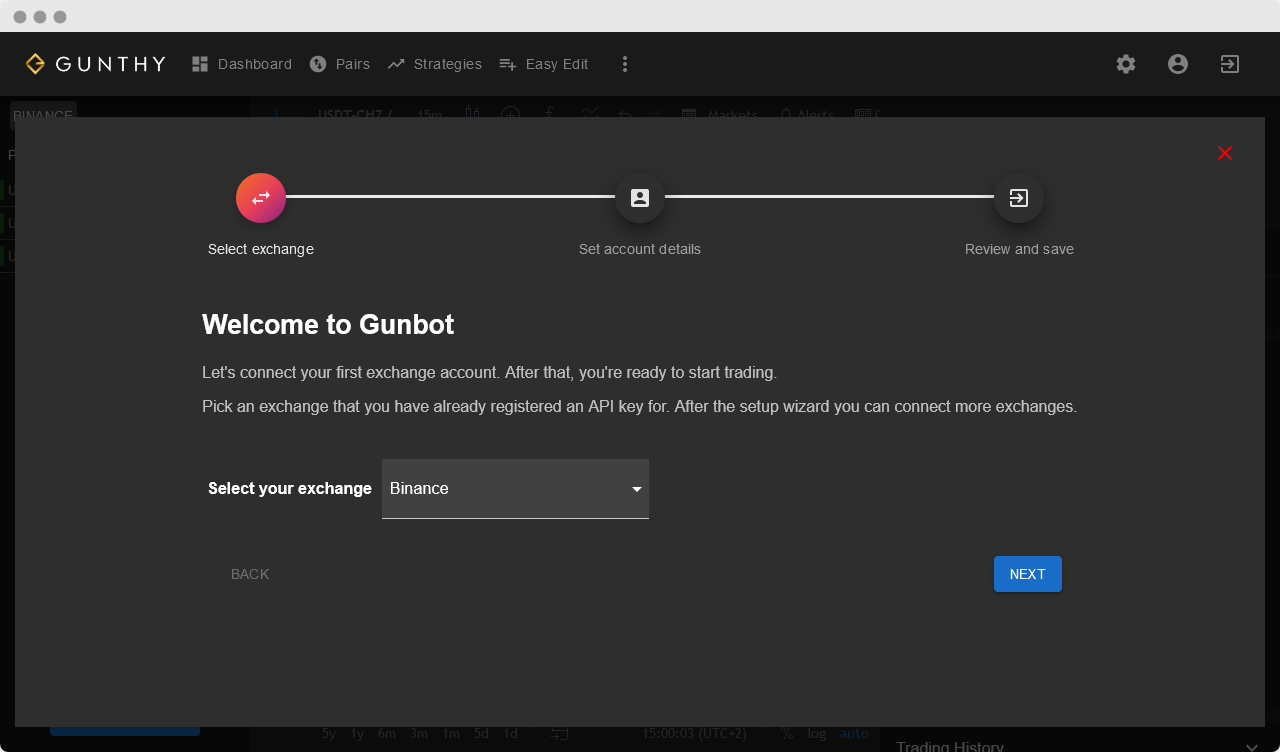 GUNTHY Dashboard Pairs Strategies Easy Edit
BINANCE USDT-CHZ / 15m Markets Alerts
Select exchange Set account details Review and save
Welcome to Gunbot
Let's connect your first exchange account. After that, you're ready to start trading.
Pick an exchange that you have already registered an API key for. After the setup wizard you can connect more exchanges.
Select your exchange Binance
BACK NEXT
5y 1y 6m 3m 1m 5d 1d 15:00:03 (UTC+2) % log auto
Trading History